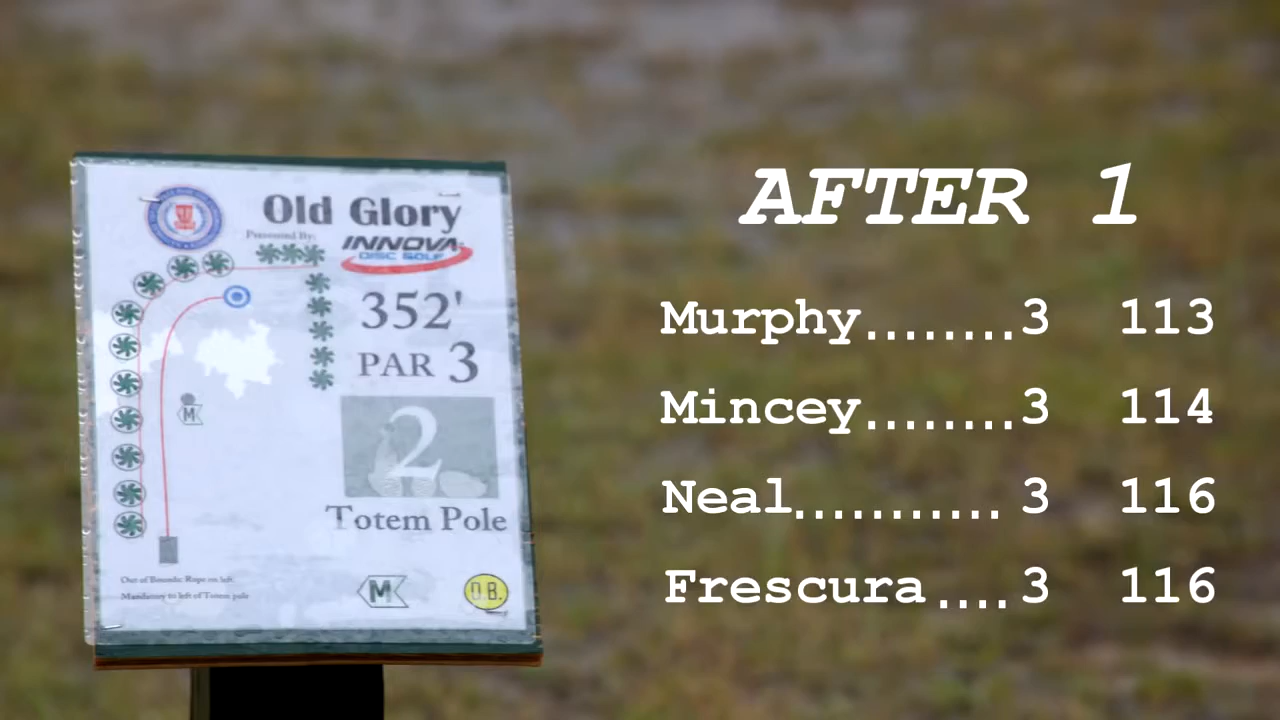 Old Glory
Presented By:
INNOVA
DISC GOLF
352'
PAR 3
M
2
Totem Pole
Out of Bounds: Rope on left
Mandatory to left of Totem pole
M
O.B.
AFTER 1
Murphy........3 113
Mincey........3 114
Neal........... 3 116
Frescura....3 116